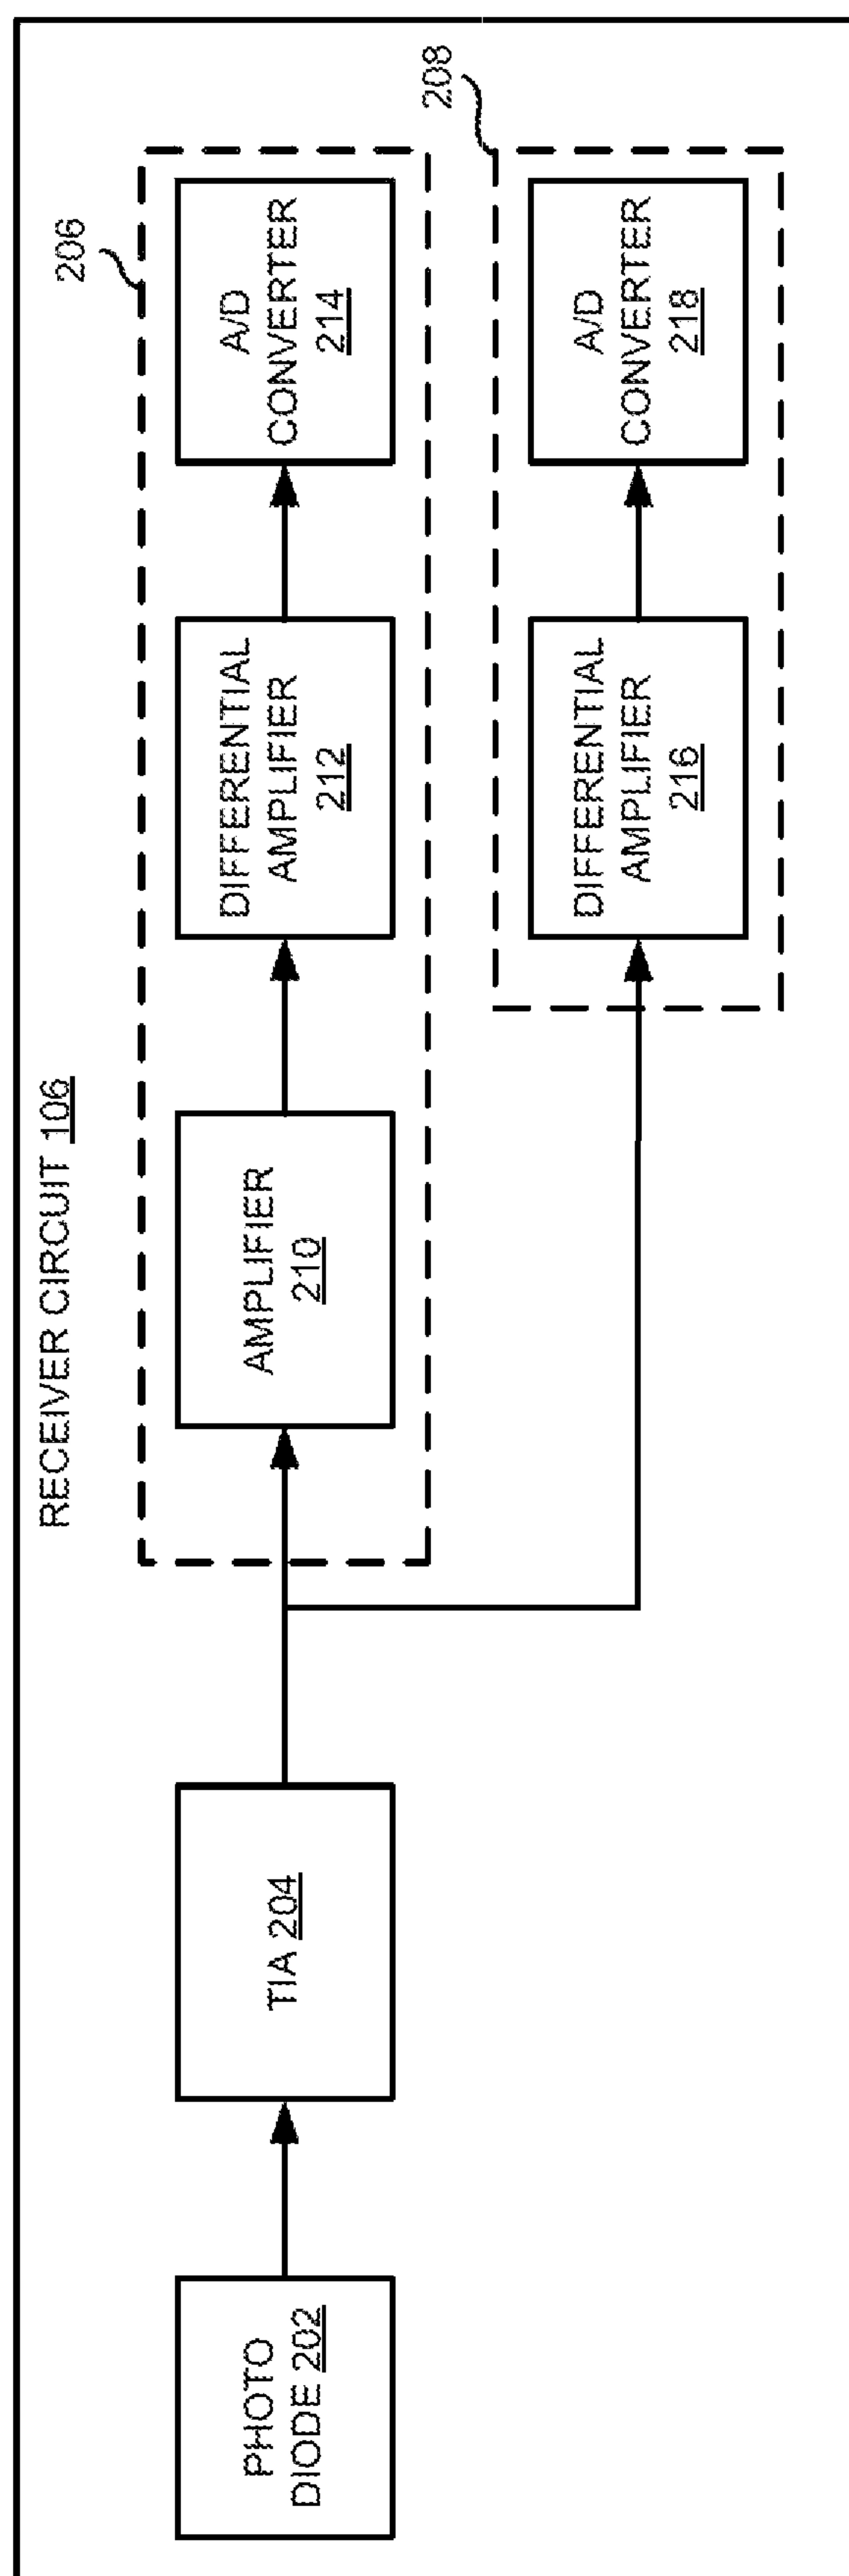 RECEIVER CIRCUIT 106
206
PHOTO
DIODE 202
TIA 204
AMPLIFIER
210
DIFFERENTIAL
AMPLIFIER
212
A/D
CONVERTER
214
208
DIFFERENTIAL
AMPLIFIER
216
A/D
CONVERTER
218